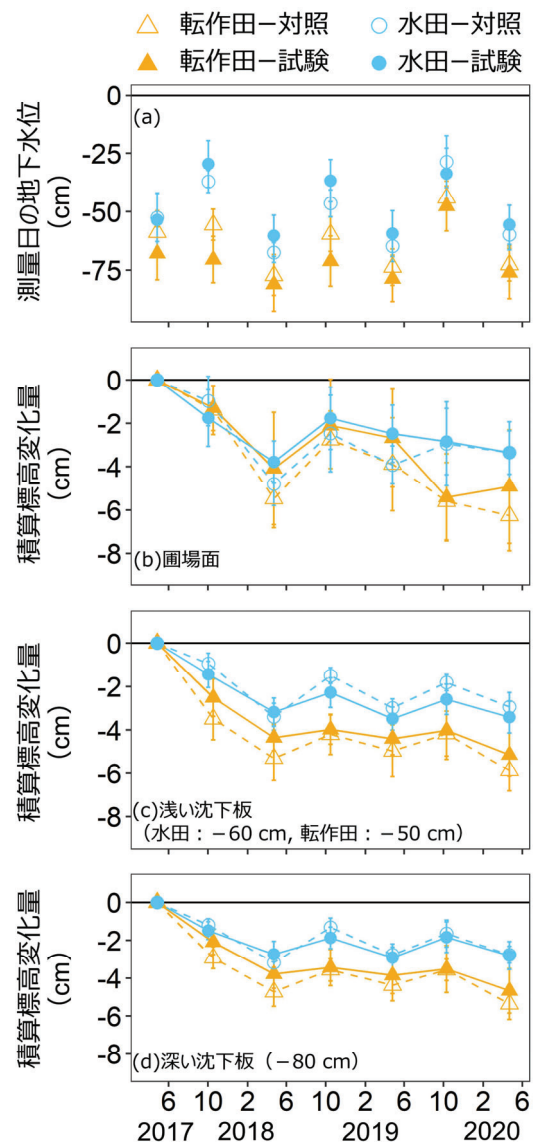 転作田−対照 水田−対照
転作田−試験 水田−試験
測量日の地下水位
(cm)
0
-25
-50
-75
(a)
積算標高変化量
(cm)
0
-2
-4
-6
-8
(b)圃場面
積算標高変化量
(cm)
0
-2
-4
-6
-8
(c)浅い沈下板
（水田：−60 cm, 転作田：−50 cm）
積算標高変化量
(cm)
0
-2
-4
-6
-8
(d)深い沈下板（−80 cm）
6 10 2 6 10 2 6 10 2 6
2017 2018 2019 2020